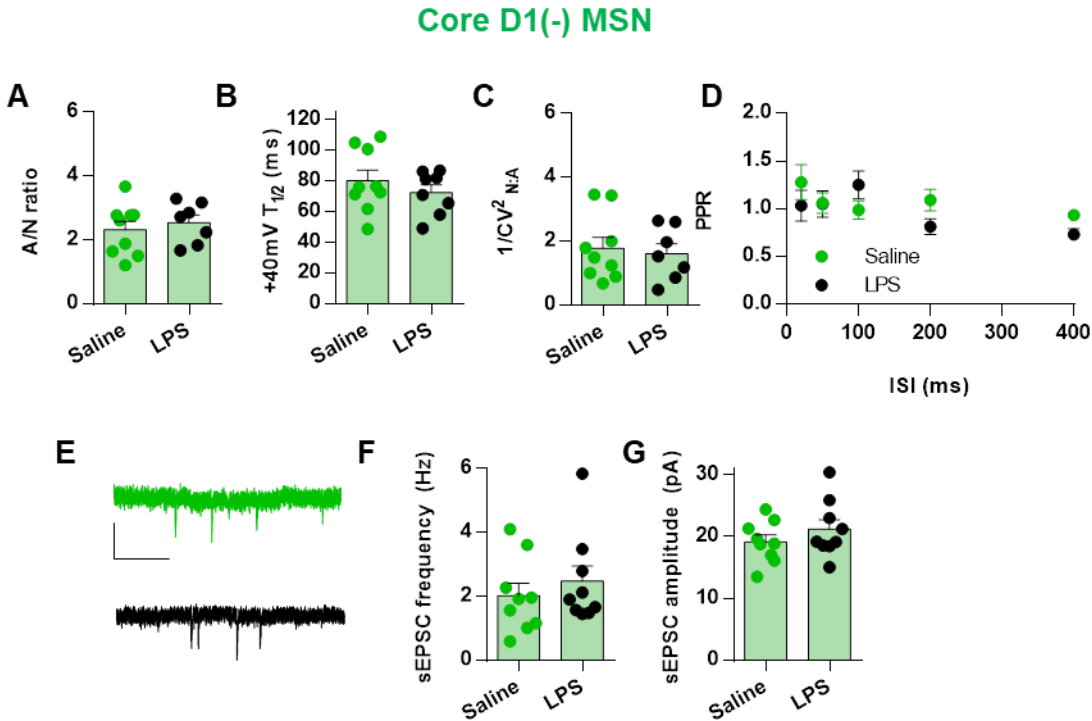 Core D1(-) MSN
A
A/N ratio
6
4
2
0
Saline
LPS
B
+40mV T1/2 (ms)
120
100
80
60
40
20
0
Saline
LPS
C
1/CV2 N:A
6
4
2
0
Saline
LPS
D
PPR
2.0
1.5
1.0
0.5
0.0
Saline
LPS
0
100
200
300
400
ISI (ms)
E
F
sEPSC frequency (Hz)
6
4
2
0
Saline
LPS
G
sEPSC amplitude (pA)
30
20
10
0
Saline
LPS